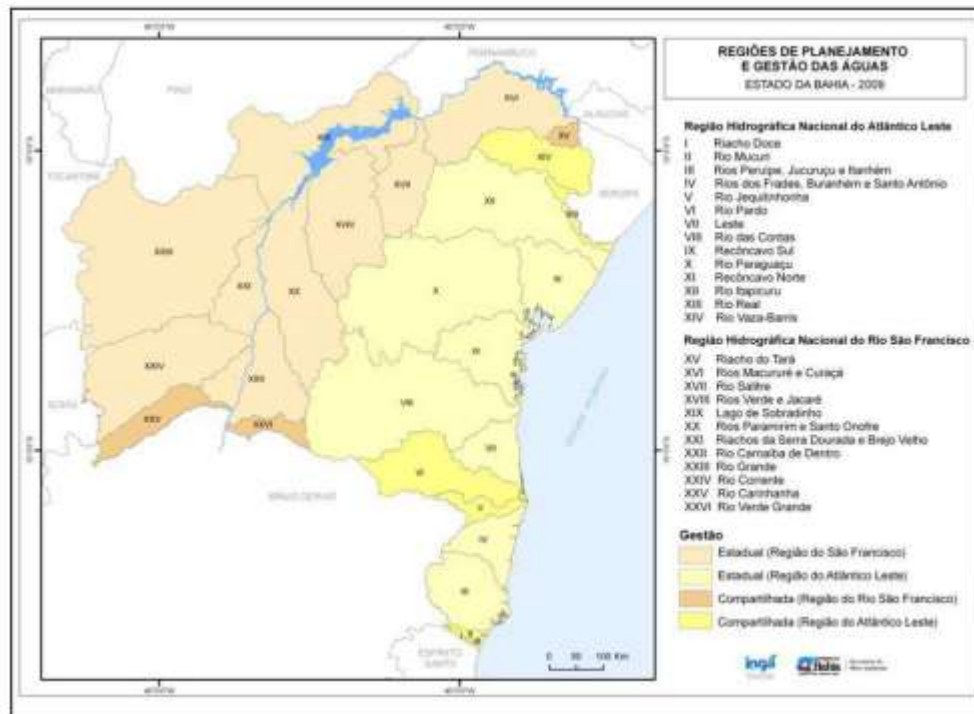 REGIÕES DE PLANEJAMENTO
E GESTÃO DAS ÁGUAS
ESTADO DA BAHIA - 2009
Região Hidrográfica Nacional do Atlântico Leste
I Riacho Doce
II Rio Mucuri
III Rios Peruípe, Jucuruçu e Itanhém
IV Rios dos Frades, Buranhém e Santo Antônio
V Rio Jequitinhonha
VI Rio Pardo
VII Leste
VIII Rio das Contas
IX Recôncavo Sul
X Rio Paraguaçu
XI Recôncavo Norte
XII Rio Itapicuru
XIII Rio Real
XIV Rio Vaza-Barris
Região Hidrográfica Nacional do Rio São Francisco
XV Riacho do Tará
XVI Rios Macururé e Curaçá
XVII Rio Salitre
XVIII Rios Verde e Jacaré
XIX Lago de Sobradinho
XX Rios Paramirim e Santo Onofre
XXI Riachos da Serra Dourada e Brejo Velho
XXII Rio Carnaíba de Dentro
XXIII Rio Grande
XXIV Rio Corrente
XXV Rio Carinhanha
XXVI Rio Verde Grande
Gestão
Estadual (Região do São Francisco)
Estadual (Região do Atlântico Leste)
Compartilhada (Região do Rio São Francisco)
Compartilhada (Região do Atlântico Leste)
ingá
Bahia
PERNAMBUCO
PIAUÍ
TOCANTINS
MINAS GERAIS
ESPÍRITO
SANTO
XVI
XV
XIV
XVII
XII
XVIII
XX
X
XI
IX
XXIV
XXV
XXVI
VIII
VII
VI
V
IV
III
0 50 100 Km